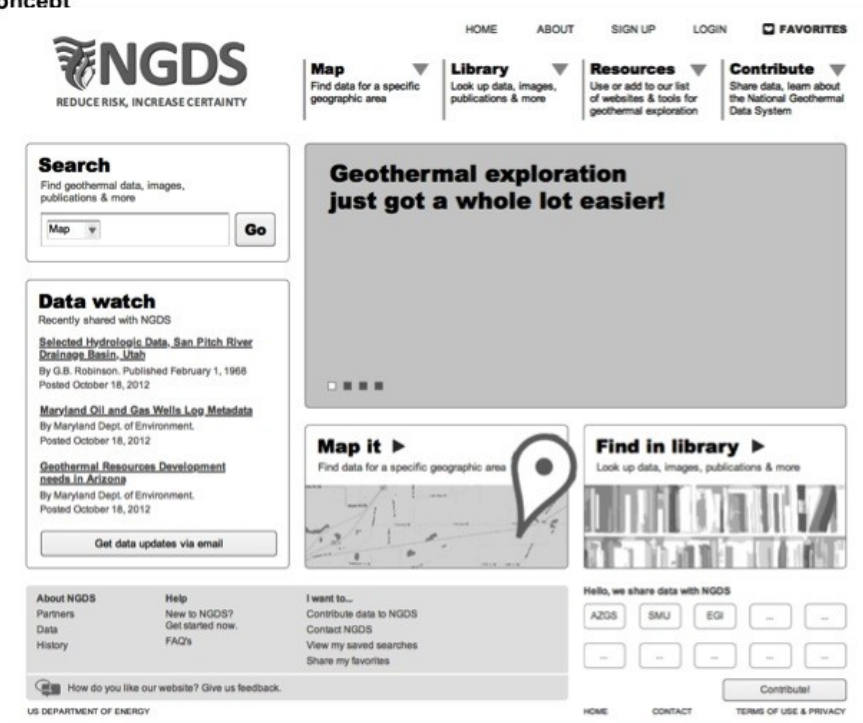 oncept
HOME ABOUT SIGN UP LOGIN FAVORITES
NGDS
REDUCE RISK, INCREASE CERTAINTY
Map
Find data for a specific
geographic area
Library
Look up data, images,
publications & more
Resources
Use or add to our list
of websites & tools for
geothermal exploration
Contribute
Share data, learn about
the National Geothermal
Data System
Search
Find geothermal data, images,
publications & more
Map
Go
Geothermal exploration
just got a whole lot easier!
Data watch
Recently shared with NGDS
Selected Hydrologic Data, San Pitch River
Drainage Basin, Utah
By G.B. Robinson. Published February 1, 1968
Posted October 18, 2012
Maryland Oil and Gas Wells Log Metadata
By Maryland Dept. of Environment.
Posted October 18, 2012
Geothermal Resources Development
needs in Arizona
By Maryland Dept. of Environment.
Posted October 18, 2012
Get data updates via email
Map it
Find data for a specific geographic area
Find in library
Look up data, images, publications & more
About NGDS
Partners
Data
History
Help
New to NGDS?
Get started now.
FAQ's
I want to...
Contribute data to NGDS
Contact NGDS
View my saved searches
Share my favorites
Hello, we share data with NGDS
AZGS SMU EGI ... ...
... ... ... ... ...
Contribute!
How do you like our website? Give us feedback.
US DEPARTMENT OF ENERGY
HOME CONTACT TERMS OF USE & PRIVACY